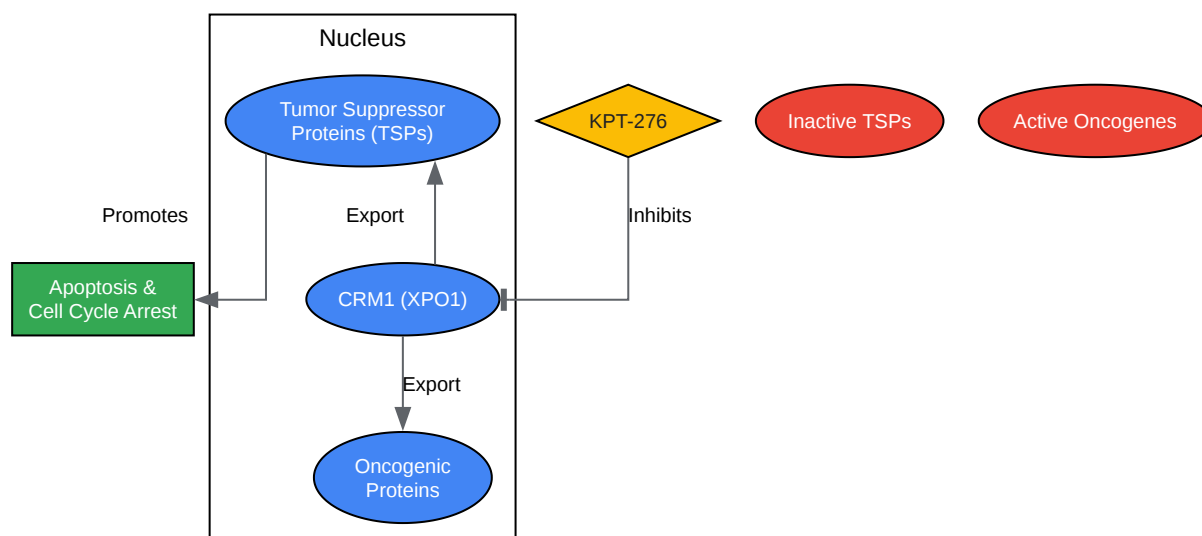 Nucleus
Tumor Suppressor
Proteins (TSPs)
KPT-276
Inactive TSPs
Active Oncogenes
Promotes
Export
Inhibits
Apoptosis &
Cell Cycle Arrest
CRM1 (XPO1)
Export
Oncogenic
Proteins